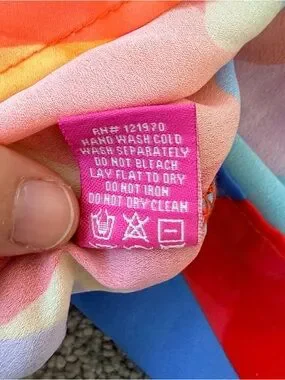 RN# 121970
HAND WASH COLD
WASH SEPARATELY
DO NOT BLEACH
LAY FLAT TO DRY
DO NOT IRON
DO NOT DRY CLEAN